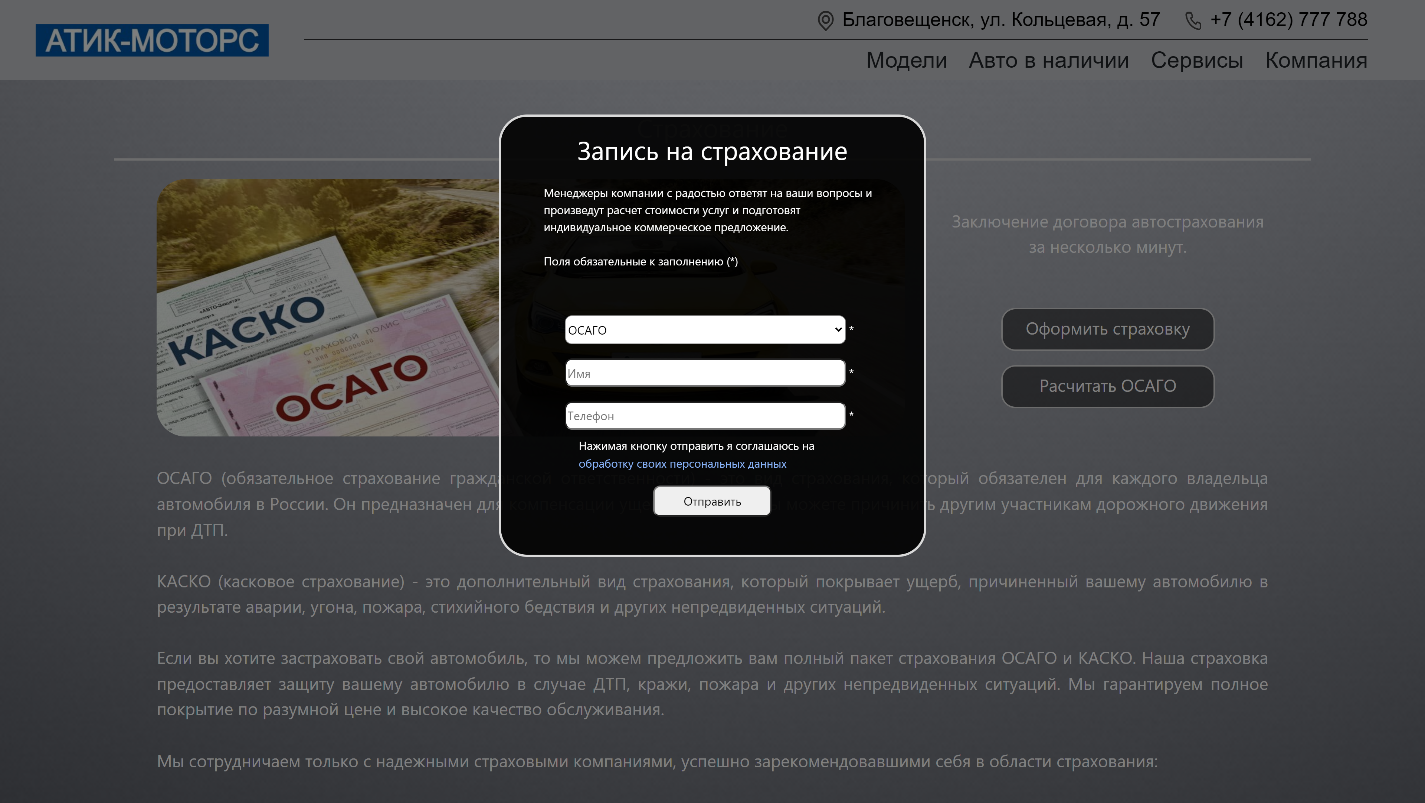 Благовещенск, ул. Кольцевая, д. 57 +7 (4162) 777 788
АТИК-МОТОРС
Модели Авто в наличии Сервисы Компания
Страхование
Запись на страхование
Менеджеры компании с радостью ответят на ваши вопросы и
произведут расчет стоимости услуг и подготовят
индивидуальное коммерческое предложение.
Поля обязательные к заполнению (*)
ОСАГО *
Имя *
Телефон *
Нажимая кнопку отправить я соглашаюсь на
обработку своих персональных данных
Отправить
КАСКО
СТРАХОВОЙ ПОЛИС
ОСАГО
Заключение договора автострахования
за несколько минут.
Оформить страховку
Расчитать ОСАГО
ОСАГО (обязательное страхование который обязателен для каждого владельца
автомобиля в России. Он предназначен другим участникам дорожного движения
при ДТП.
КАСКО (касковое страхование) - это дополнительный вид страхования, который покрывает ущерб, причиненный вашему автомобилю в
результате аварии, угона, пожара, стихийного бедствия и других непредвиденных ситуаций.
Если вы хотите застраховать свой автомобиль, то мы можем предложить вам полный пакет страхования ОСАГО и КАСКО. Наша страховка
предоставляет защиту вашему автомобилю в случае ДТП, кражи, пожара и других непредвиденных ситуаций. Мы гарантируем полное
покрытие по разумной цене и высокое качество обслуживания.
Мы сотрудничаем только с надежными страховыми компаниями, успешно зарекомендовавшими себя в области страхования: